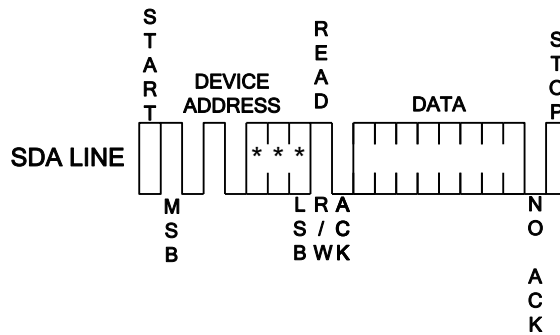 START
READ
STOP
DEVICE
ADDRESS
DATA
SDA LINE
* * *
MSB
LSB
R/W
ACK
NO ACK